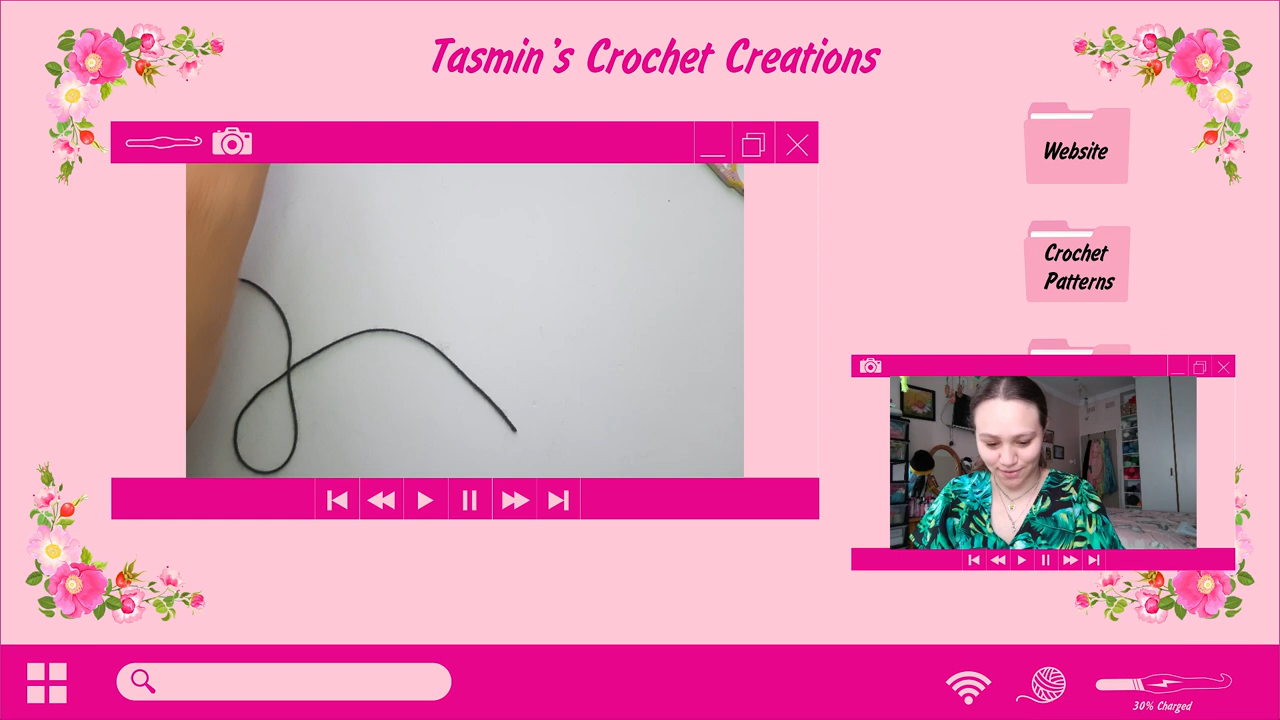 Tasmin's Crochet Creations
Website
Crochet
Patterns
30% Charged